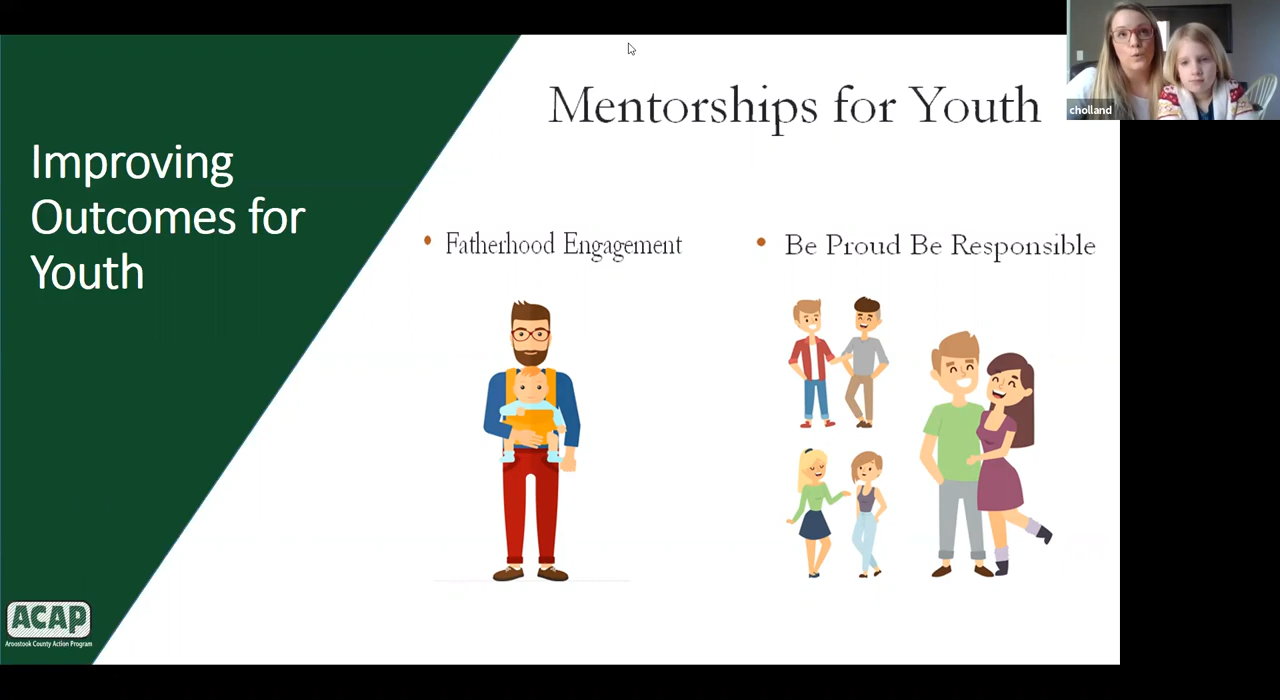 Improving
Outcomes for
Youth
Mentorships for Youth
• Fatherhood Engagement
• Be Proud Be Responsible
cholland
ACAP
Aroostook County Action Program